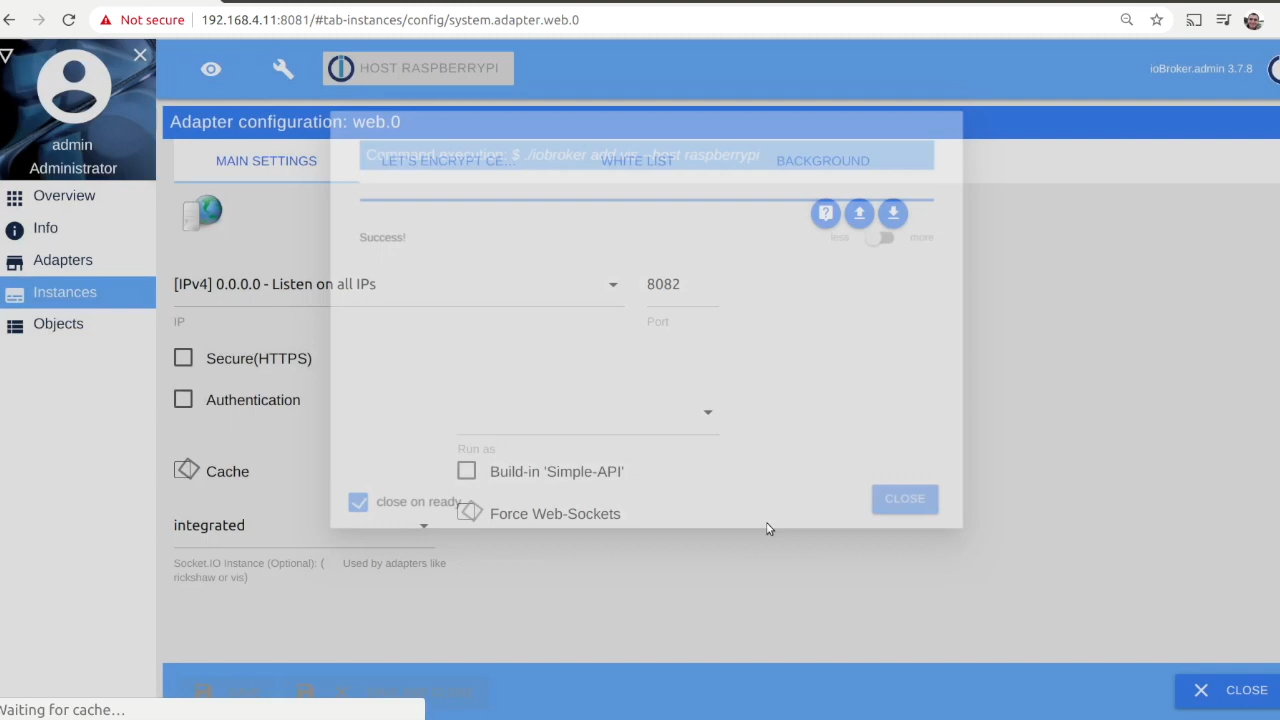 Not secure 192.168.4.11:8081/#tab-instances/config/system.adapter.web.0
HOST RASPBERRYPI
ioBroker.admin 3.7.8
admin
Administrator
Overview
Info
Adapters
Instances
Objects
Adapter configuration: web.0
MAIN SETTINGS LET'S ENCRYPT CE... WHITE LIST BACKGROUND
Command execution: $ ./iobroker add vis --host raspberrypi
Success!
less more
[IPv4] 0.0.0.0 - Listen on all IPs 8082
IP Port
Secure(HTTPS)
Authentication
Run as
Cache Build-in 'Simple-API'
close on ready CLOSE
Force Web-Sockets
integrated
Socket.IO Instance (Optional): ( Used by adapters like
rickshaw or vis)
CLOSE
Waiting for cache...